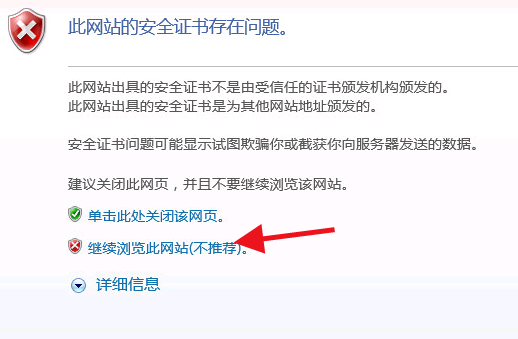 此网站的安全证书存在问题。
此网站出具的安全证书不是由受信任的证书颁发机构颁发的。
此网站出具的安全证书是为其他网站地址颁发的。
安全证书问题可能显示试图欺骗你或截获你向服务器发送的数据。
建议关闭此网页，并且不要继续浏览该网站。
单击此处关闭该网页。
继续浏览此网站(不推荐)。
详细信息